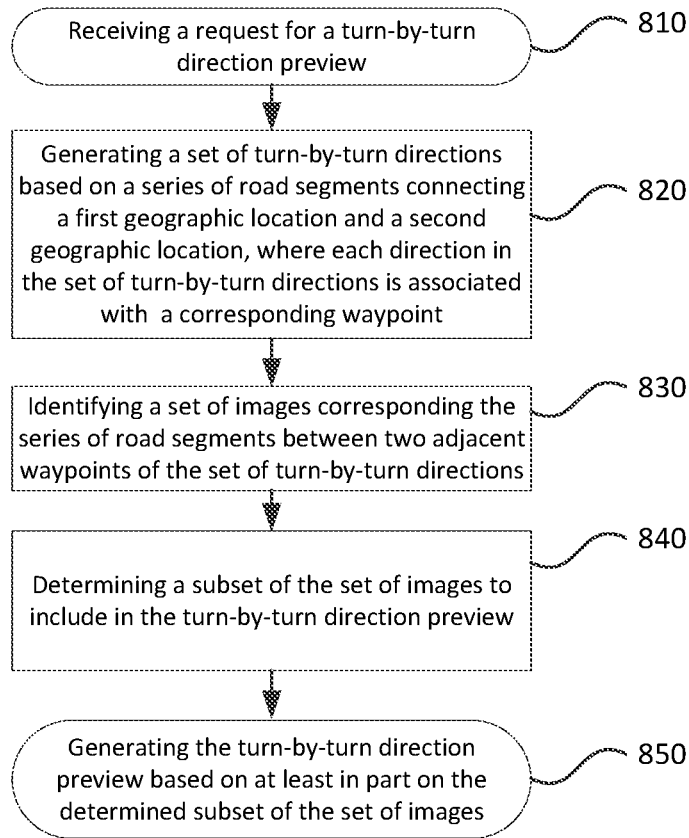 Receiving a request for a turn-by-turn
direction preview
810
Generating a set of turn-by-turn directions
based on a series of road segments connecting
a first geographic location and a second
geographic location, where each direction in
the set of turn-by-turn directions is associated
with a corresponding waypoint
820
Identifying a set of images corresponding the
series of road segments between two adjacent
waypoints of the set of turn-by-turn directions
830
Determining a subset of the set of images to
include in the turn-by-turn direction preview
840
Generating the turn-by-turn direction
preview based on at least in part on the
determined subset of the set of images
850